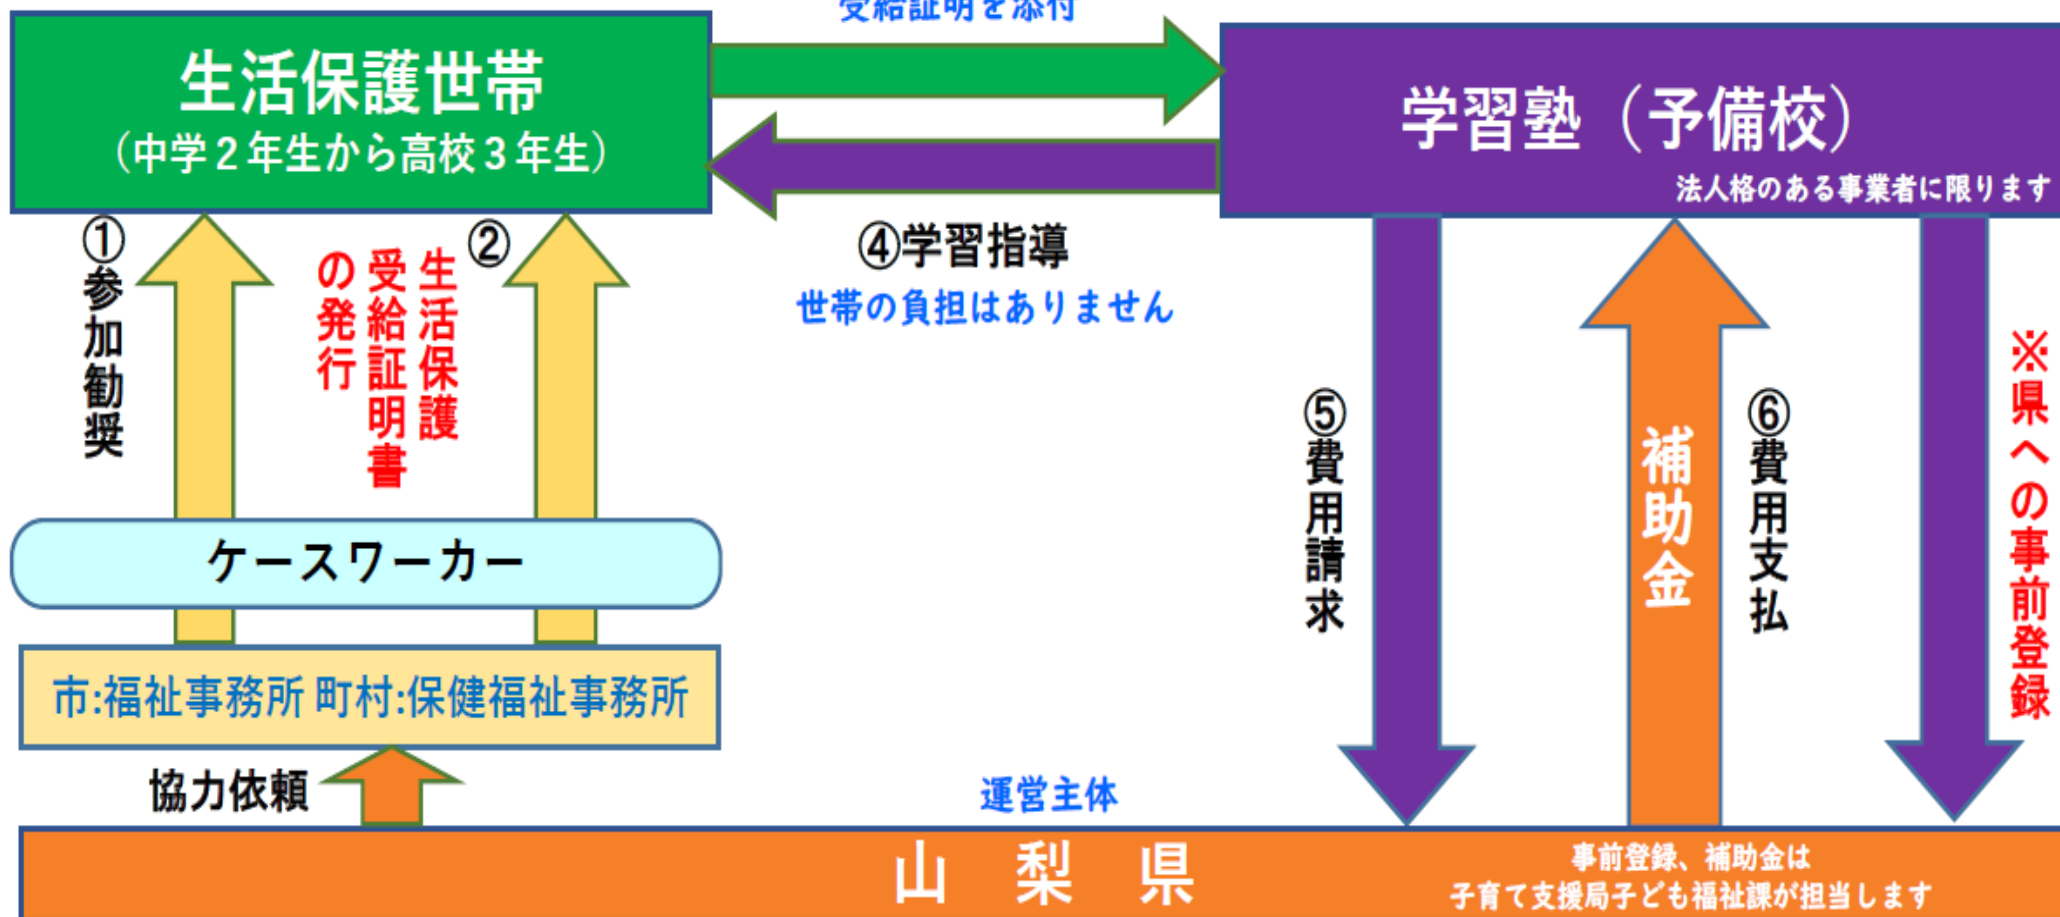 受給証明を添付
生活保護世帯
（中学２年生から高校３年生）
学習塾（予備校）
法人格のある事業者に限ります
①参加勧奨
②
生活保護
受給証明書
の発行
④学習指導
世帯の負担はありません
⑤費用請求
補助金
⑥費用支払
※県への事前登録
ケースワーカー
市:福祉事務所 町村:保健福祉事務所
協力依頼
運営主体
山 梨 県
事前登録、補助金は
子育て支援局子ども福祉課が担当します